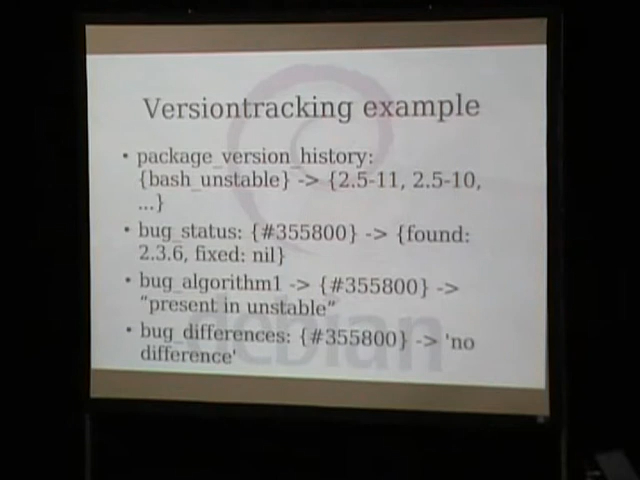 Versiontracking example
• package_version_history:
{bash_unstable} -> {2.5-11, 2.5-10,
...}
• bug_status: {#355800} -> {found:
2.3.6, fixed: nil}
• bug_algorithm1 -> {#355800} ->
“present in unstable”
• bug_differences: {#355800} -> 'no
difference'
debian